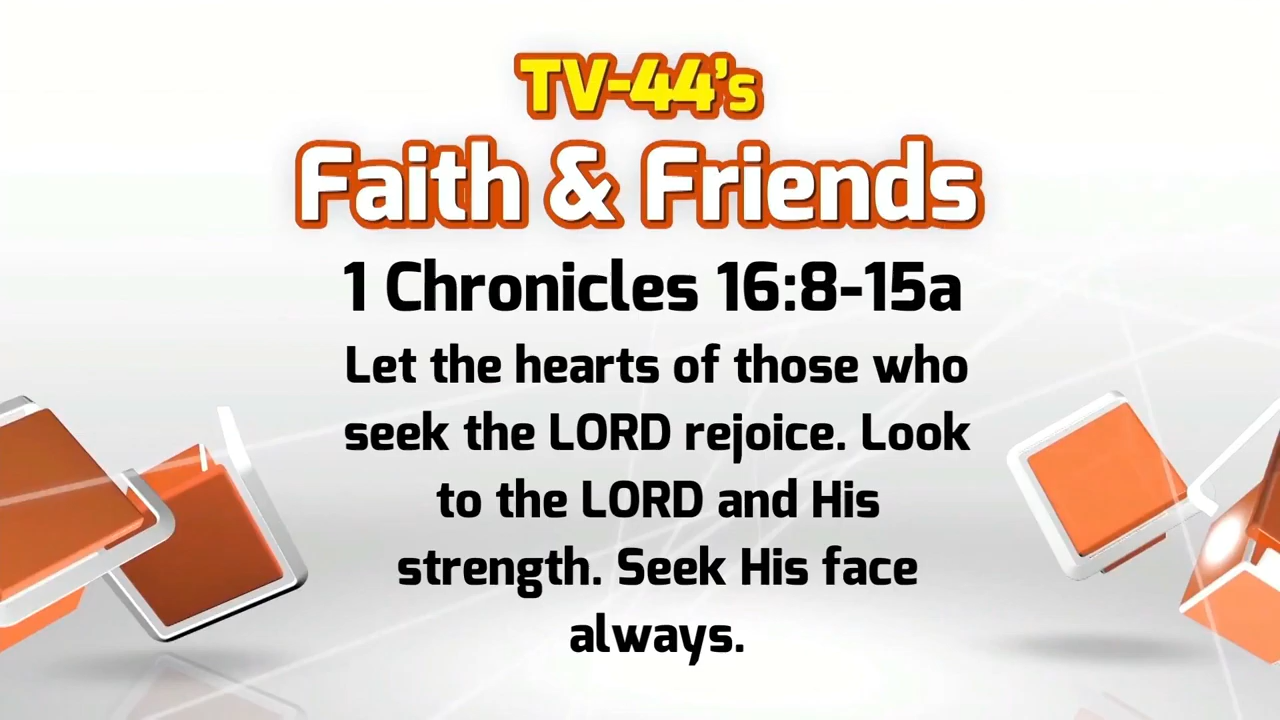 TV-44's
Faith & Friends
1 Chronicles 16:8-15a
Let the hearts of those who
seek the LORD rejoice. Look
to the LORD and His
strength. Seek His face
always.